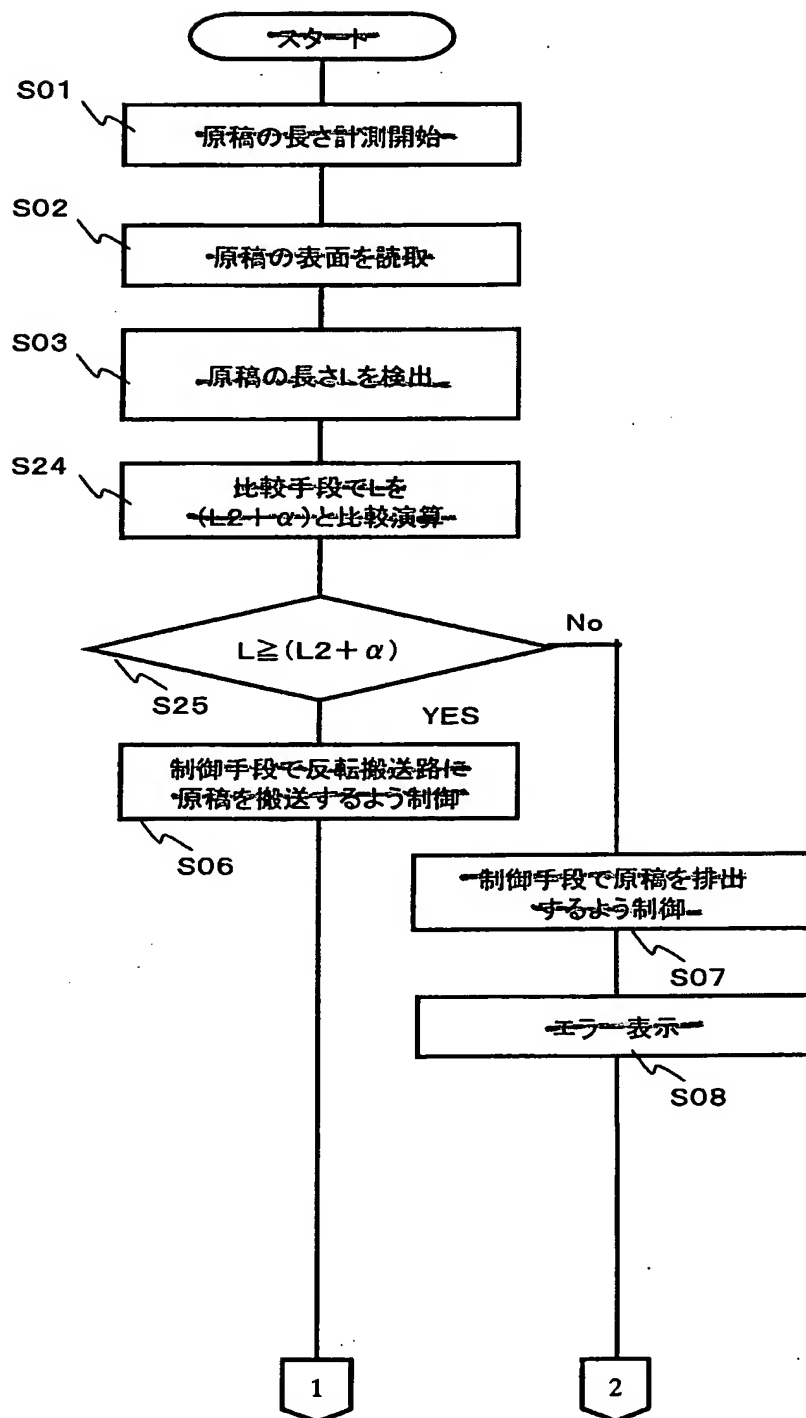 スタート
S01
原稿の長さ計測開始
S02
原稿の表面を読取
S03
原稿の長さLを検出
S24
比較手段でLを
(L2+α)と比較演算
L≧(L2+α)
No
S25
YES
制御手段で反転搬送路に
原稿を搬送するよう制御
S06
制御手段で原稿を排出
するよう制御
S07
エラー表示
S08
1
2